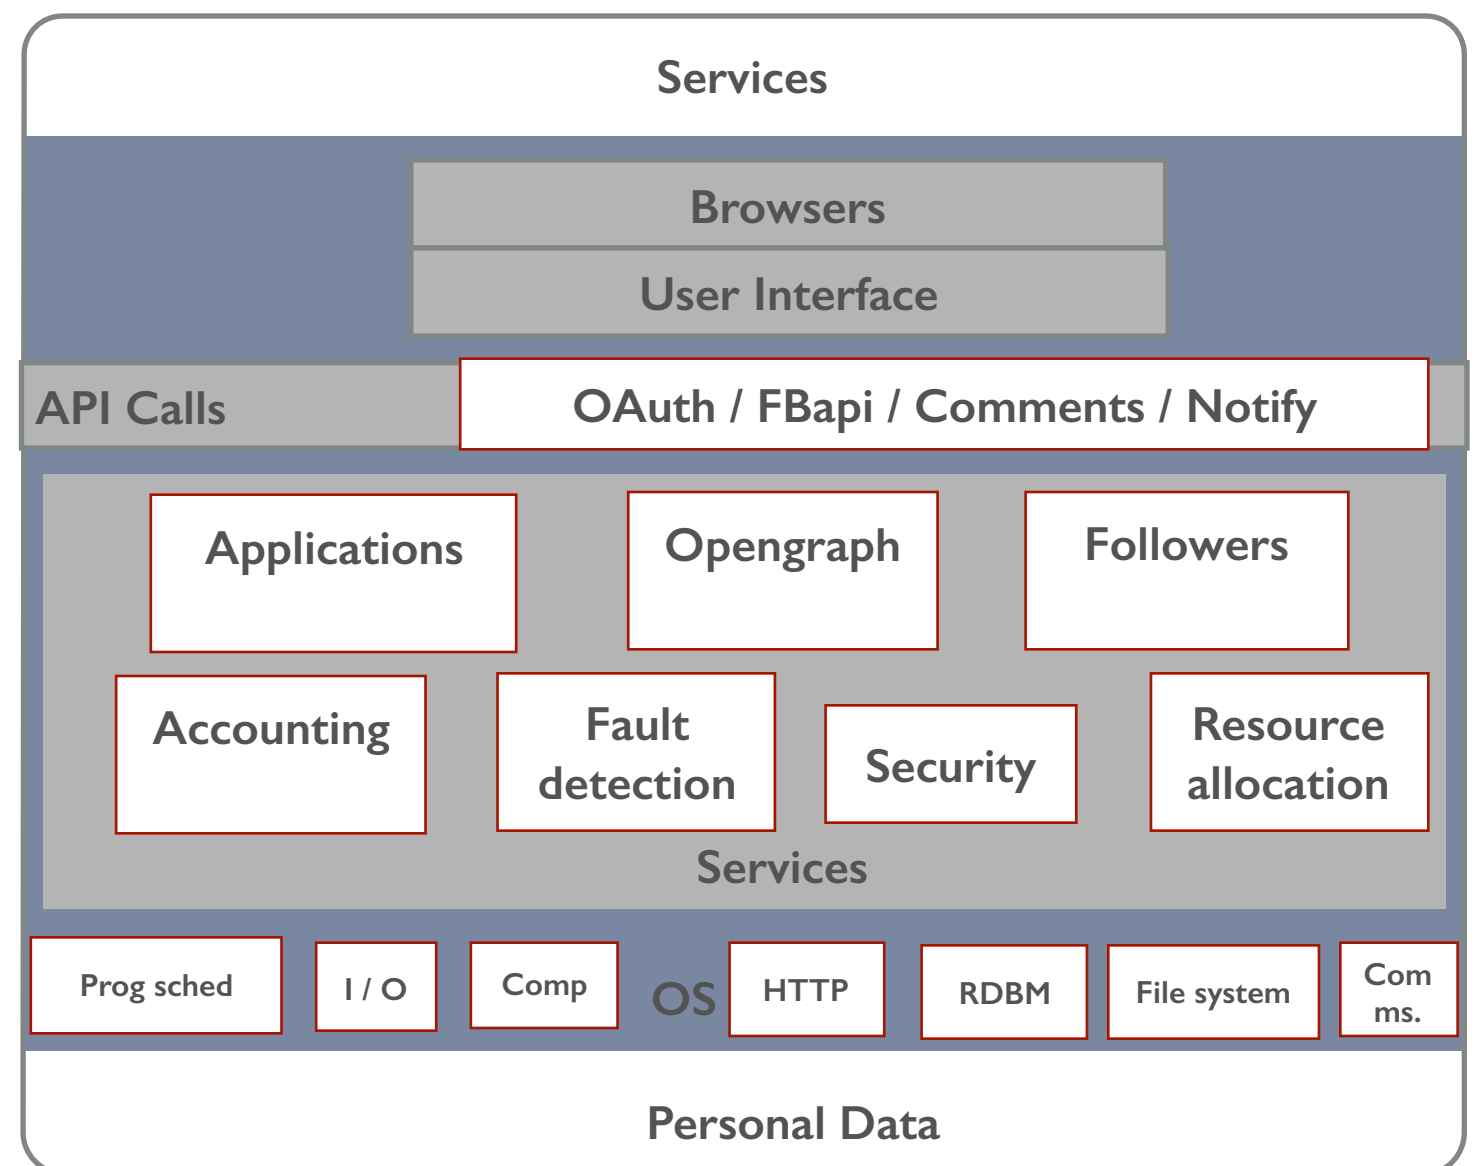 Services
Browsers
User Interface
API Calls
OAuth / FBapi / Comments / Notify
Applications
Opengraph
Followers
Accounting
Fault
detection
Security
Resource
allocation
Services
Prog sched
I / O
Comp
OS
HTTP
RDBM
File system
Com
ms.
Personal Data